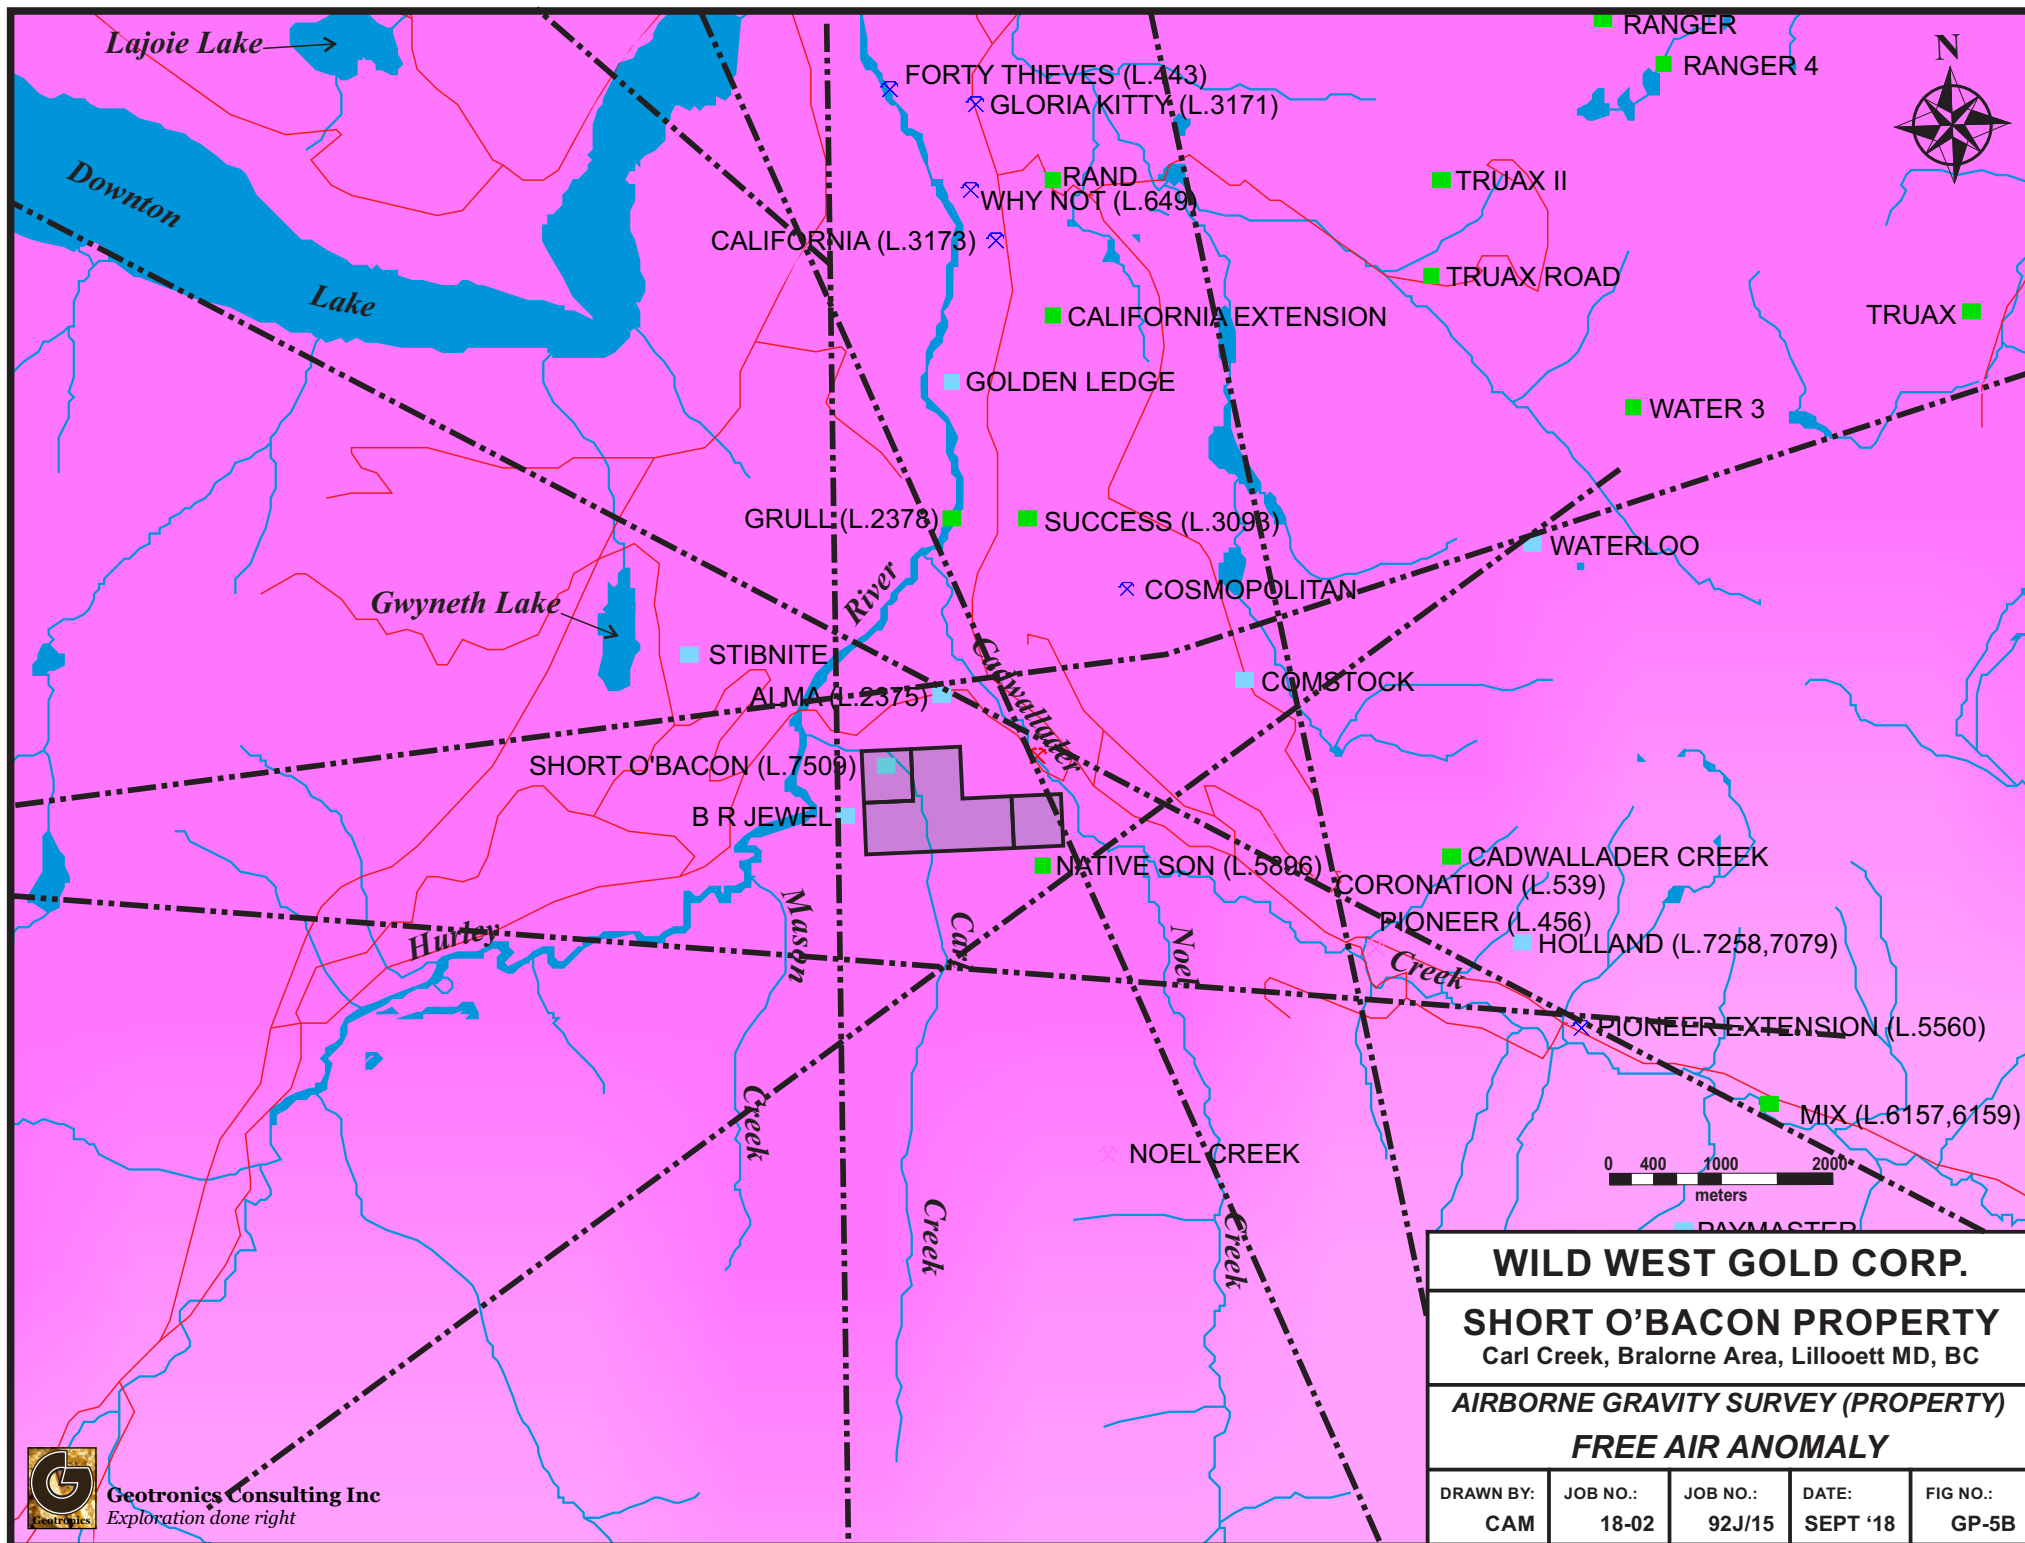 Lajoie Lake
Downton
Lake
FORTY THIEVES (L.443)
GLORIA KITTY (L.3171)
RANGER
RANGER 4
N
RAND
WHY NOT (L.649)
TRUAX II
CALIFORNIA (L.3173)
TRUAX ROAD
CALIFORNIA EXTENSION
TRUAX
GOLDEN LEDGE
WATER 3
GRULL (L.2378)
SUCCESS (L.3093)
WATERLOO
River
COSMOPOLITAN
Gwyneth Lake
STIBNITE
Cadwallader
COMSTOCK
ALMA (L.2375)
SHORT O'BACON (L.7509)
B R JEWEL
NATIVE SON (L.5896)
CADWALLADER CREEK
CORONATION (L.539)
PIONEER (L.456)
HOLLAND (L.7258,7079)
Hurley
Mason
Carl
Noel
Creek
PIONEER EXTENSION (L.5560)
MIX (L.6157,6159)
Creek
NOEL CREEK
Creek
Creek
0 400 1000 2000
meters
PAYMASTER
WILD WEST GOLD CORP.
SHORT O’BACON PROPERTY
Carl Creek, Bralorne Area, Lillooett MD, BC
AIRBORNE GRAVITY SURVEY (PROPERTY)
FREE AIR ANOMALY
DRAWN BY: JOB NO.: JOB NO.: DATE: FIG NO.:
CAM 18-02 92J/15 SEPT ‘18 GP-5B
Geotronics
Geotronics Consulting Inc
Exploration done right